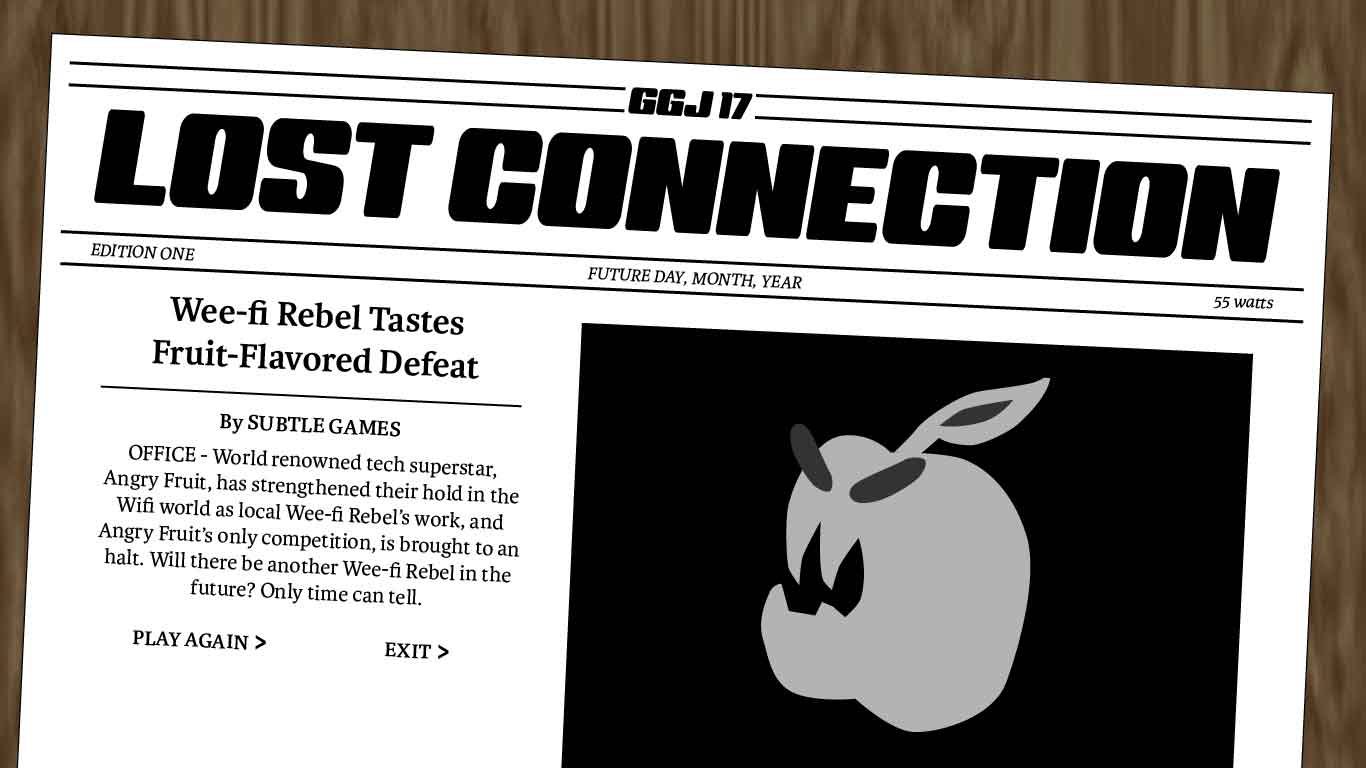 GGJ 17
LOST CONNECTION
EDITION ONE
FUTURE DAY, MONTH, YEAR
55 watts
Wee-fi Rebel Tastes
Fruit-Flavored Defeat
By SUBTLE GAMES
OFFICE - World renowned tech superstar,
Angry Fruit, has strengthened their hold in the
Wifi world as local Wee-fi Rebel's work, and
Angry Fruit's only competition, is brought to an
halt. Will there be another Wee-fi Rebel in the
future? Only time can tell.
PLAY AGAIN >
EXIT >